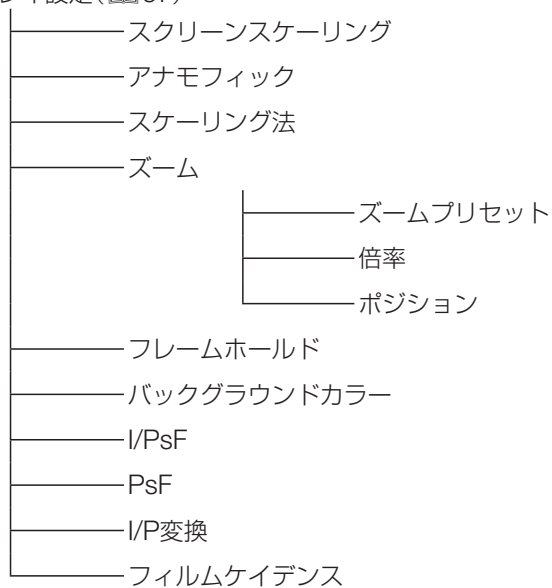 スクリーンスケーリング
アナモフィック
スケーリング法
ズーム
ズームプリセット
倍率
ポジション
フレームホールド
バックグラウンドカラー
I/PsF
PsF
I/P変換
フィルムケイデンス